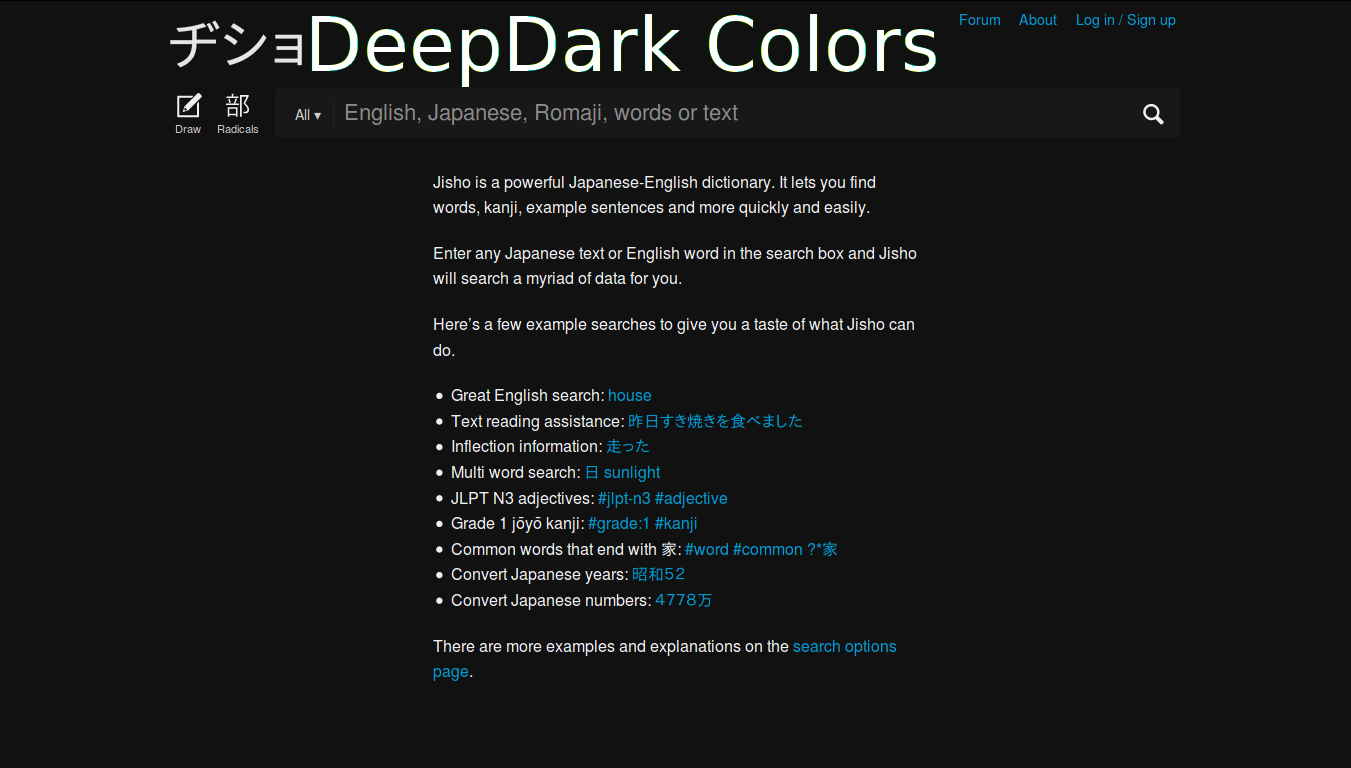 ヂショDeepDark Colors
Forum About Log in / Sign up
Draw
部
Radicals
All ▾ English, Japanese, Romaji, words or text
Jisho is a powerful Japanese-English dictionary. It lets you find
words, kanji, example sentences and more quickly and easily.
Enter any Japanese text or English word in the search box and Jisho
will search a myriad of data for you.
Here’s a few example searches to give you a taste of what Jisho can
do.
• Great English search: house
• Text reading assistance: 昨日すき焼きを食べました
• Inflection information: 走った
• Multi word search: 日 sunlight
• JLPT N3 adjectives: #jlpt-n3 #adjective
• Grade 1 jōyō kanji: #grade:1 #kanji
• Common words that end with 家: #word #common ?*家
• Convert Japanese years: 昭和52
• Convert Japanese numbers: 4778万
There are more examples and explanations on the search options
page.